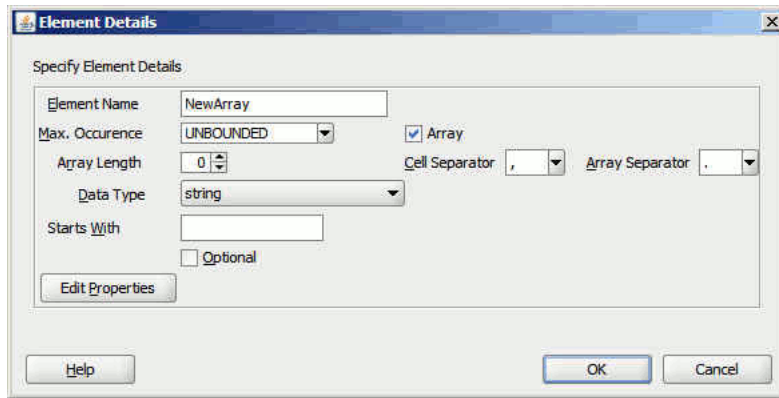 Element Details
Specify Element Details
Element Name NewArray
Max. Occurence UNBOUNDED Array
Array Length 0 Cell Separator , Array Separator .
Data Type string
Starts With
Optional
Edit Properties
Help OK Cancel